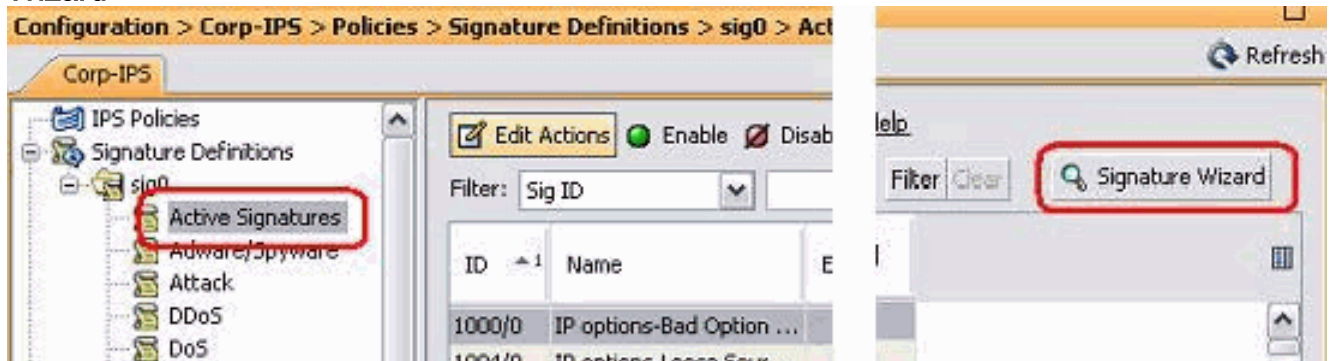 Configuration > Corp-IPS > Policies > Signature Definitions > sig0 >
Refresh
Corp-IPS
IPS Policies
Signature Definitions
sig0
Active Signatures
Adware/Spyware
Attack
DDoS
DoS
Edit Actions Enable
Filter: Sig ID
Filter Clear
Signature Wizard
ID 1 Name
1000/0 IP options-Bad Option ...